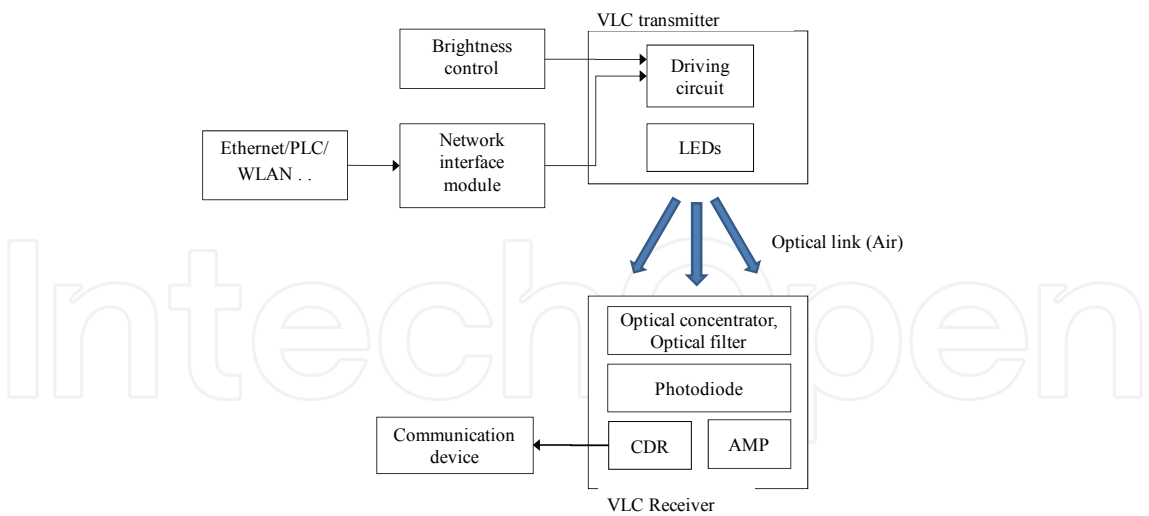 VLC transmitter
Brightness
control
Driving
circuit
Ethernet/PLC/
WLAN . .
Network
interface
module
LEDs
Optical link (Air)
IntechOpen
Optical concentrator,
Optical filter
Photodiode
Communication
device
CDR
AMP
VLC Receiver